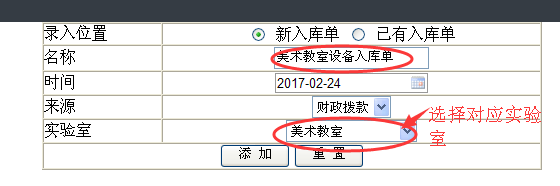 录入位置 新入库单 已有入库单
名称 美术教室设备入库单
时间 2017-02-24
来源 财政拨款
实验室 美术教室
选择对应实验
室
添 加 重 置